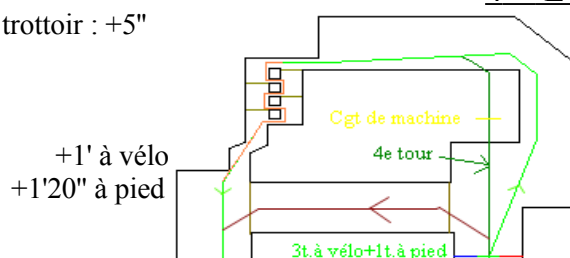 trottoir : +5"
Cgt de machine
4e tour
+1' à vélo
+1'20" à pied
3t.à vélo+1t.à pied